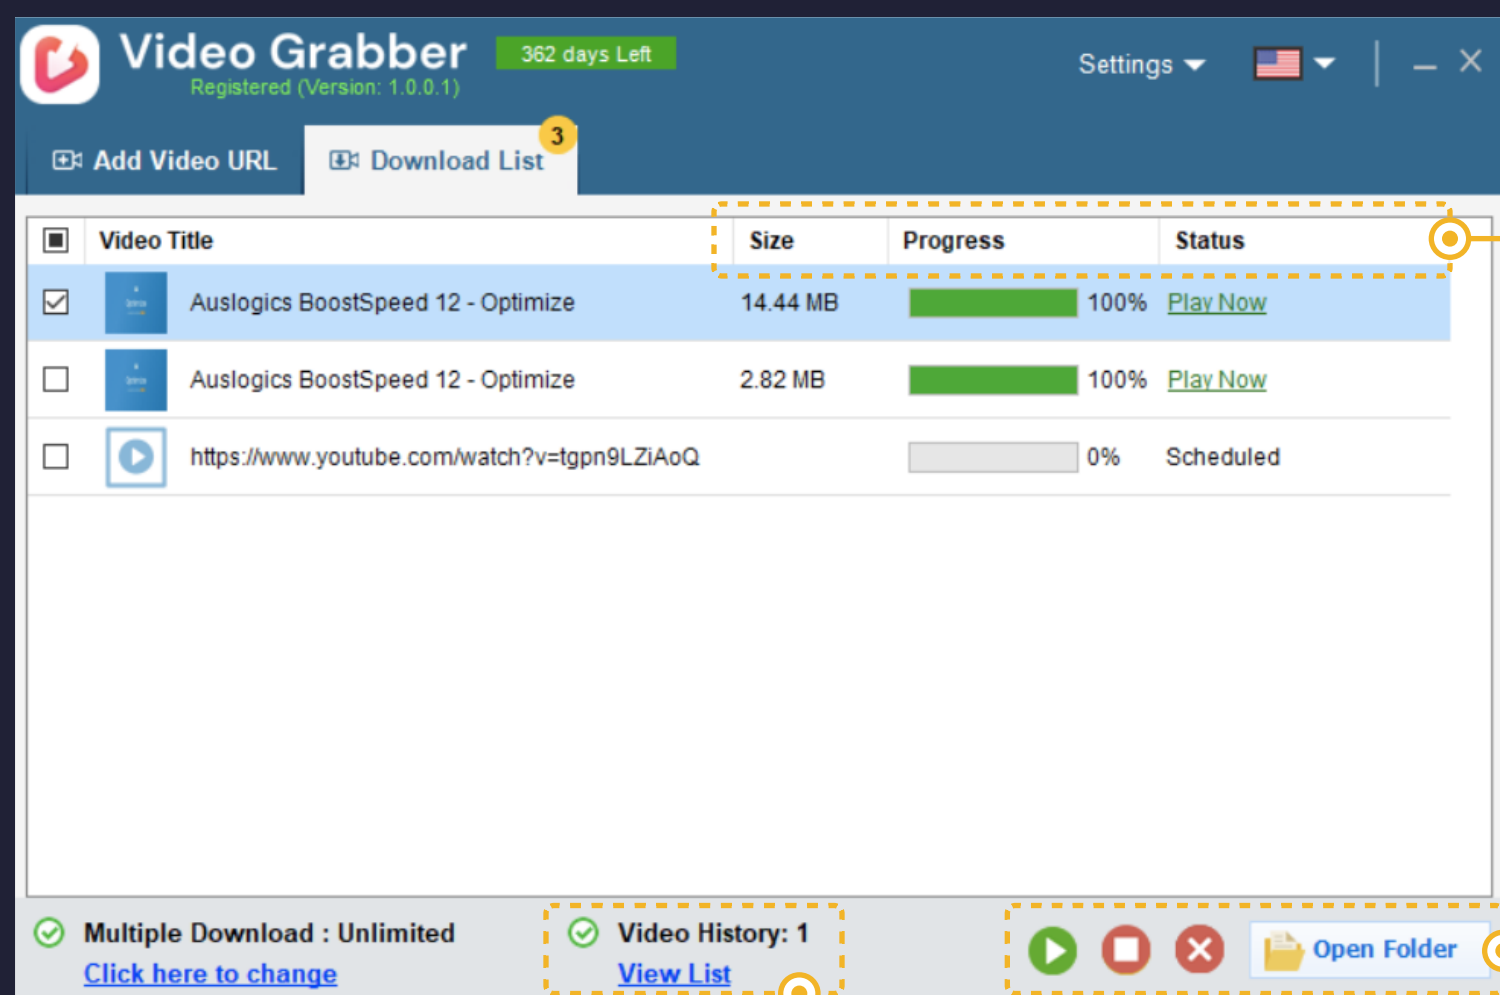 Video Grabber
362 days Left
Registered (Version: 1.0.0.1)
Settings
Add Video URL
Download List
3
Video Title Size Progress Status
Auslogics BoostSpeed 12 - Optimize 14.44 MB 100% Play Now
Auslogics BoostSpeed 12 - Optimize 2.82 MB 100% Play Now
https://www.youtube.com/watch?v=tgpn9LZiAoQ 0% Scheduled
Multiple Download : Unlimited
Click here to change
Video History: 1
View List
Open Folder